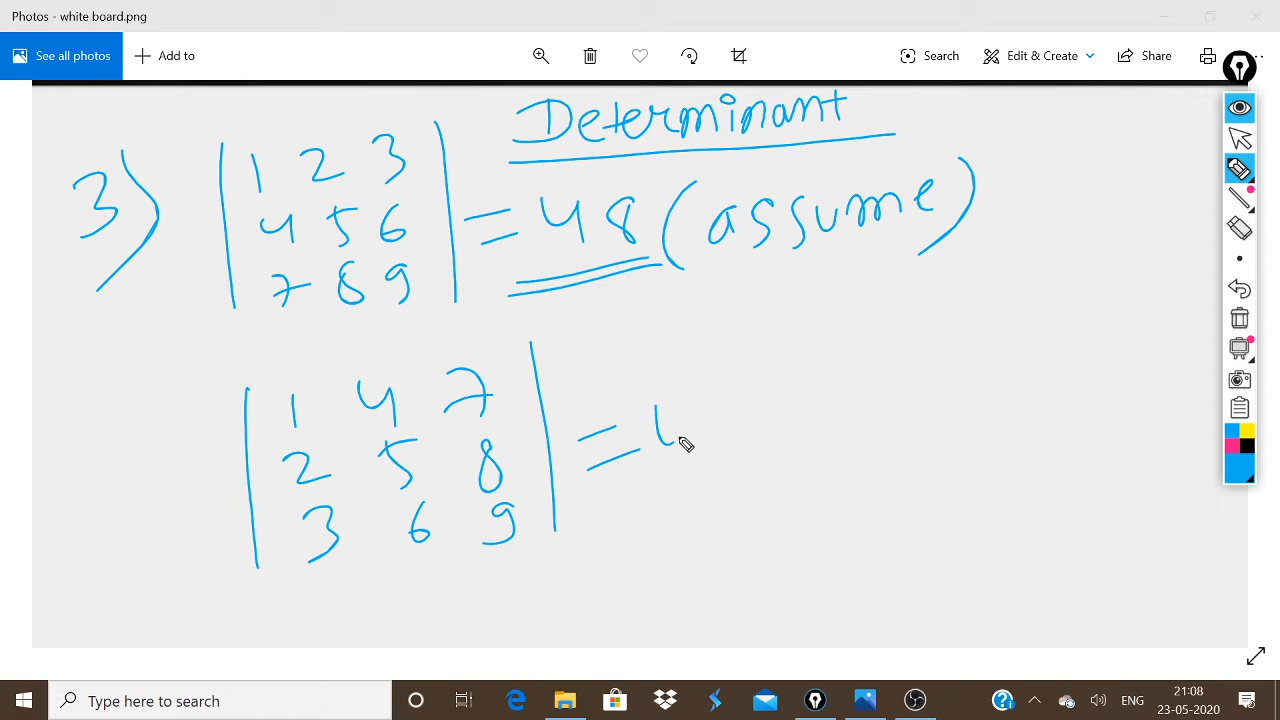 Photos - white board.png
See all photos
Add to
Search
Edit & Create
Share
Determinant
3)
1 2 3
4 5 6
7 8 9
= 48 (assume)
1 4 7
2 5 8
3 6 9
=
Type here to search
ENG
21:08
23-05-2020